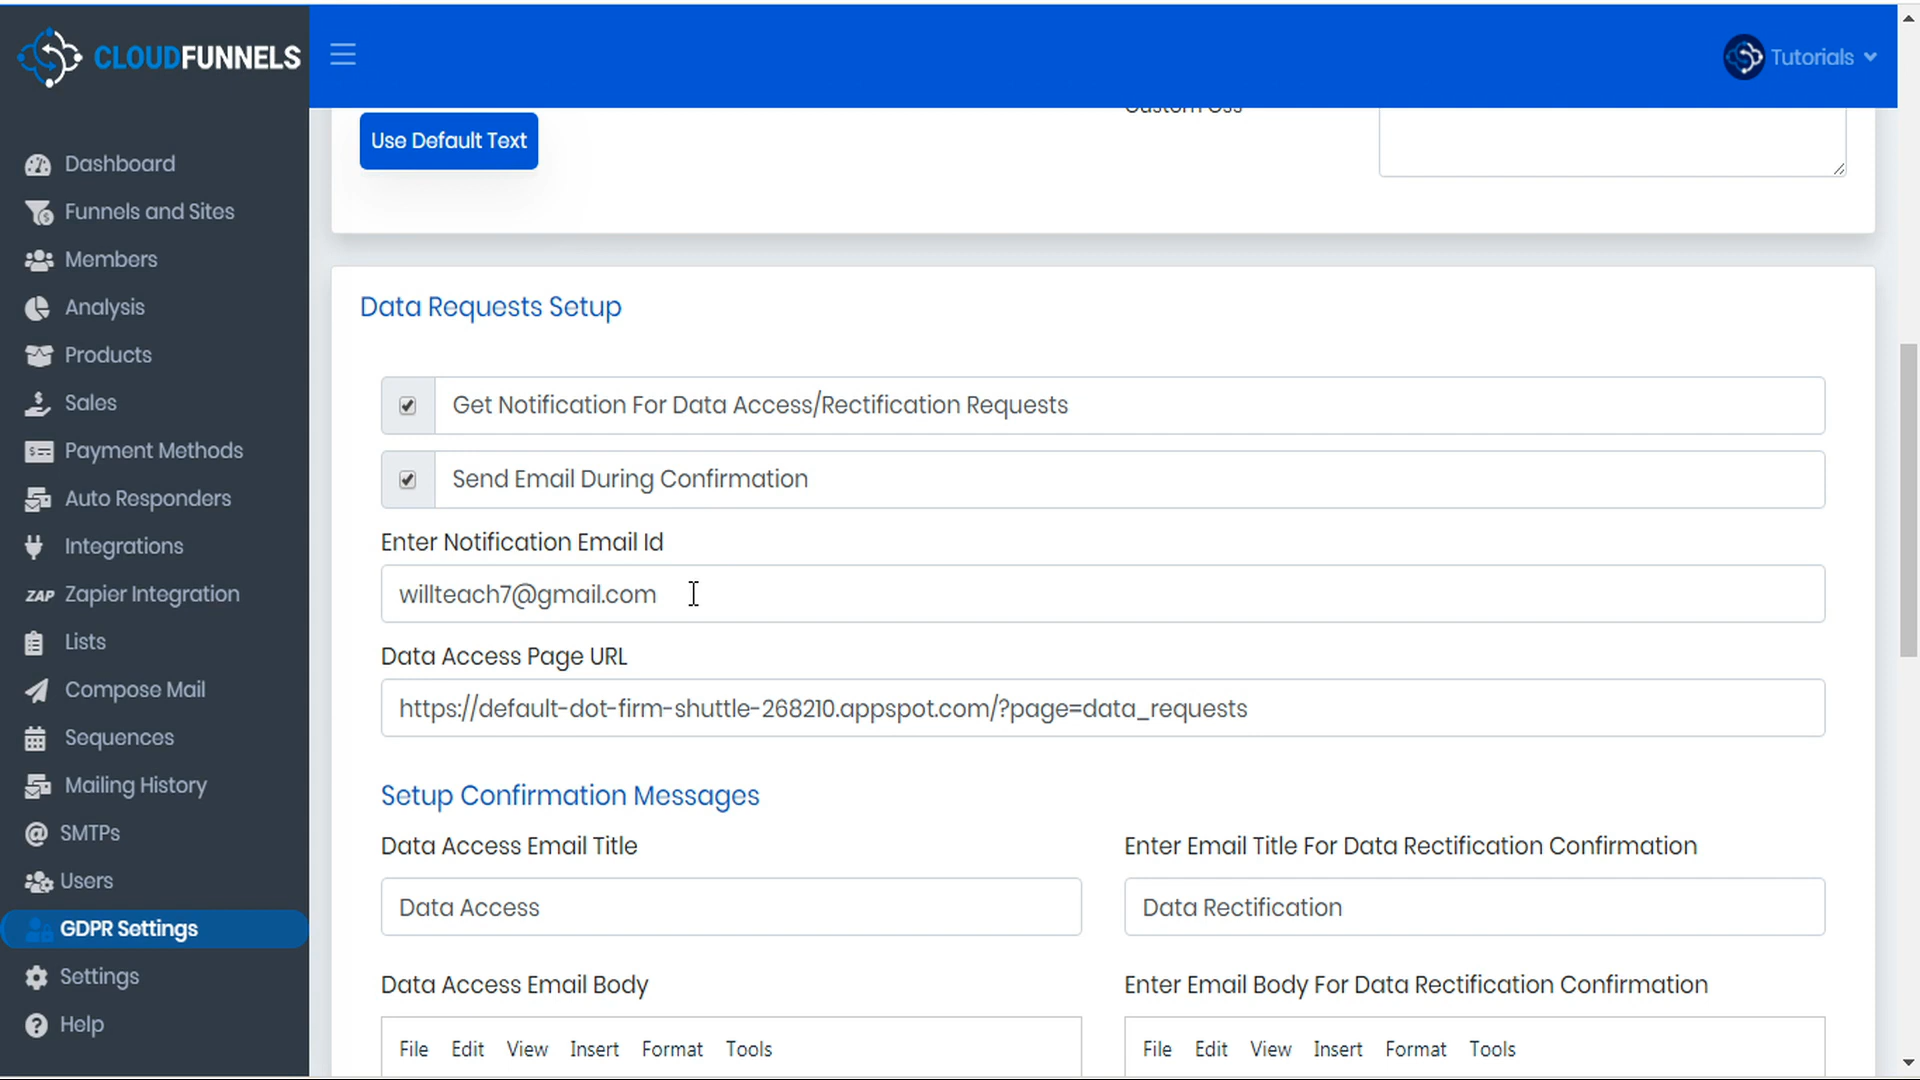 CLOUDFUNNELS
Tutorials
Dashboard
Funnels and Sites
Members
Analysis
Products
Sales
Payment Methods
Auto Responders
Integrations
ZAP Zapier Integration
Lists
Compose Mail
Sequences
Mailing History
SMTPs
Users
GDPR Settings
Settings
Help
Custom Css
Use Default Text
Data Requests Setup
Get Notification For Data Access/Rectification Requests
Send Email During Confirmation
Enter Notification Email Id
willteach7@gmail.com
Data Access Page URL
https://default-dot-firm-shuttle-268210.appspot.com/?page=data_requests
Setup Confirmation Messages
Data Access Email Title
Data Access
Data Access Email Body
File Edit View Insert Format Tools
Enter Email Title For Data Rectification Confirmation
Data Rectification
Enter Email Body For Data Rectification Confirmation
File Edit View Insert Format Tools